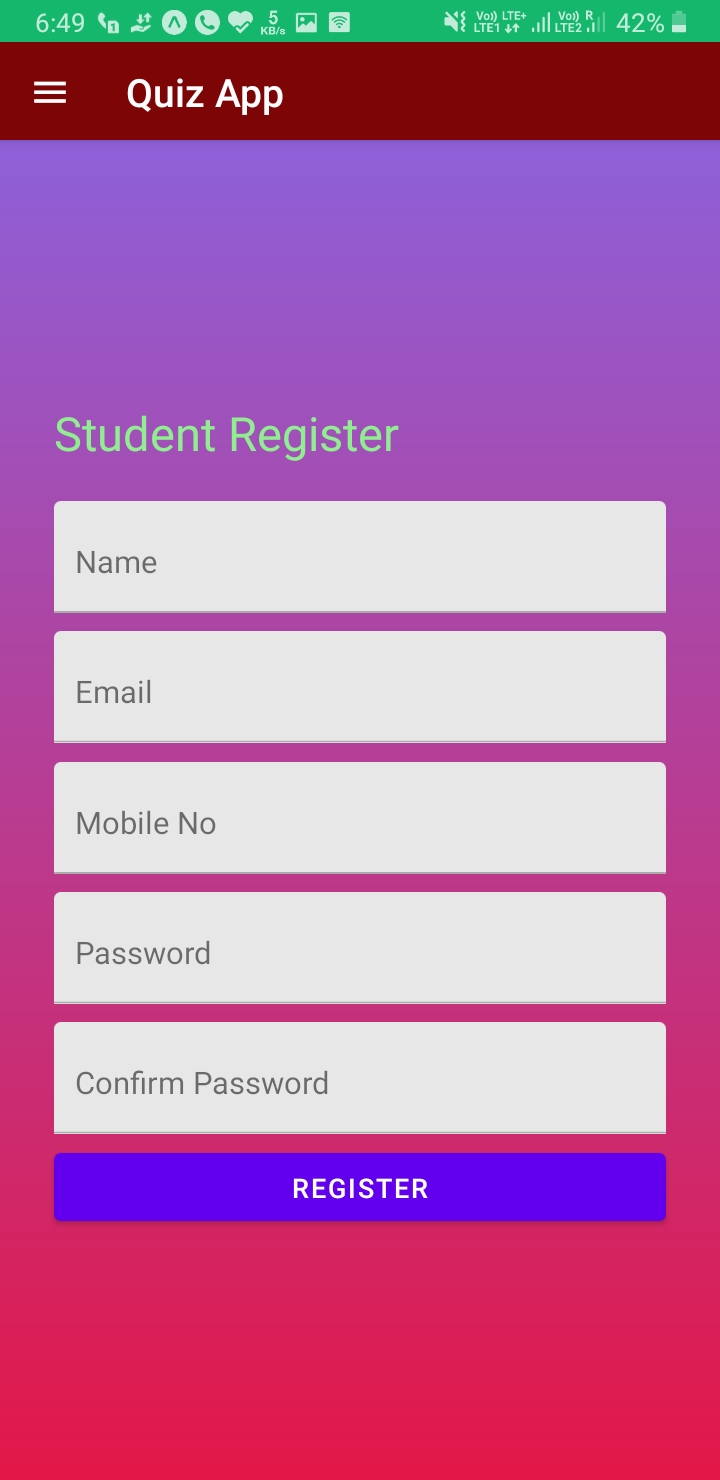 6:49 1 5 KB/s Vo) LTE+ LTE1 Vo) R LTE2 42%
Quiz App
Student Register
Name
Email
Mobile No
Password
Confirm Password
REGISTER